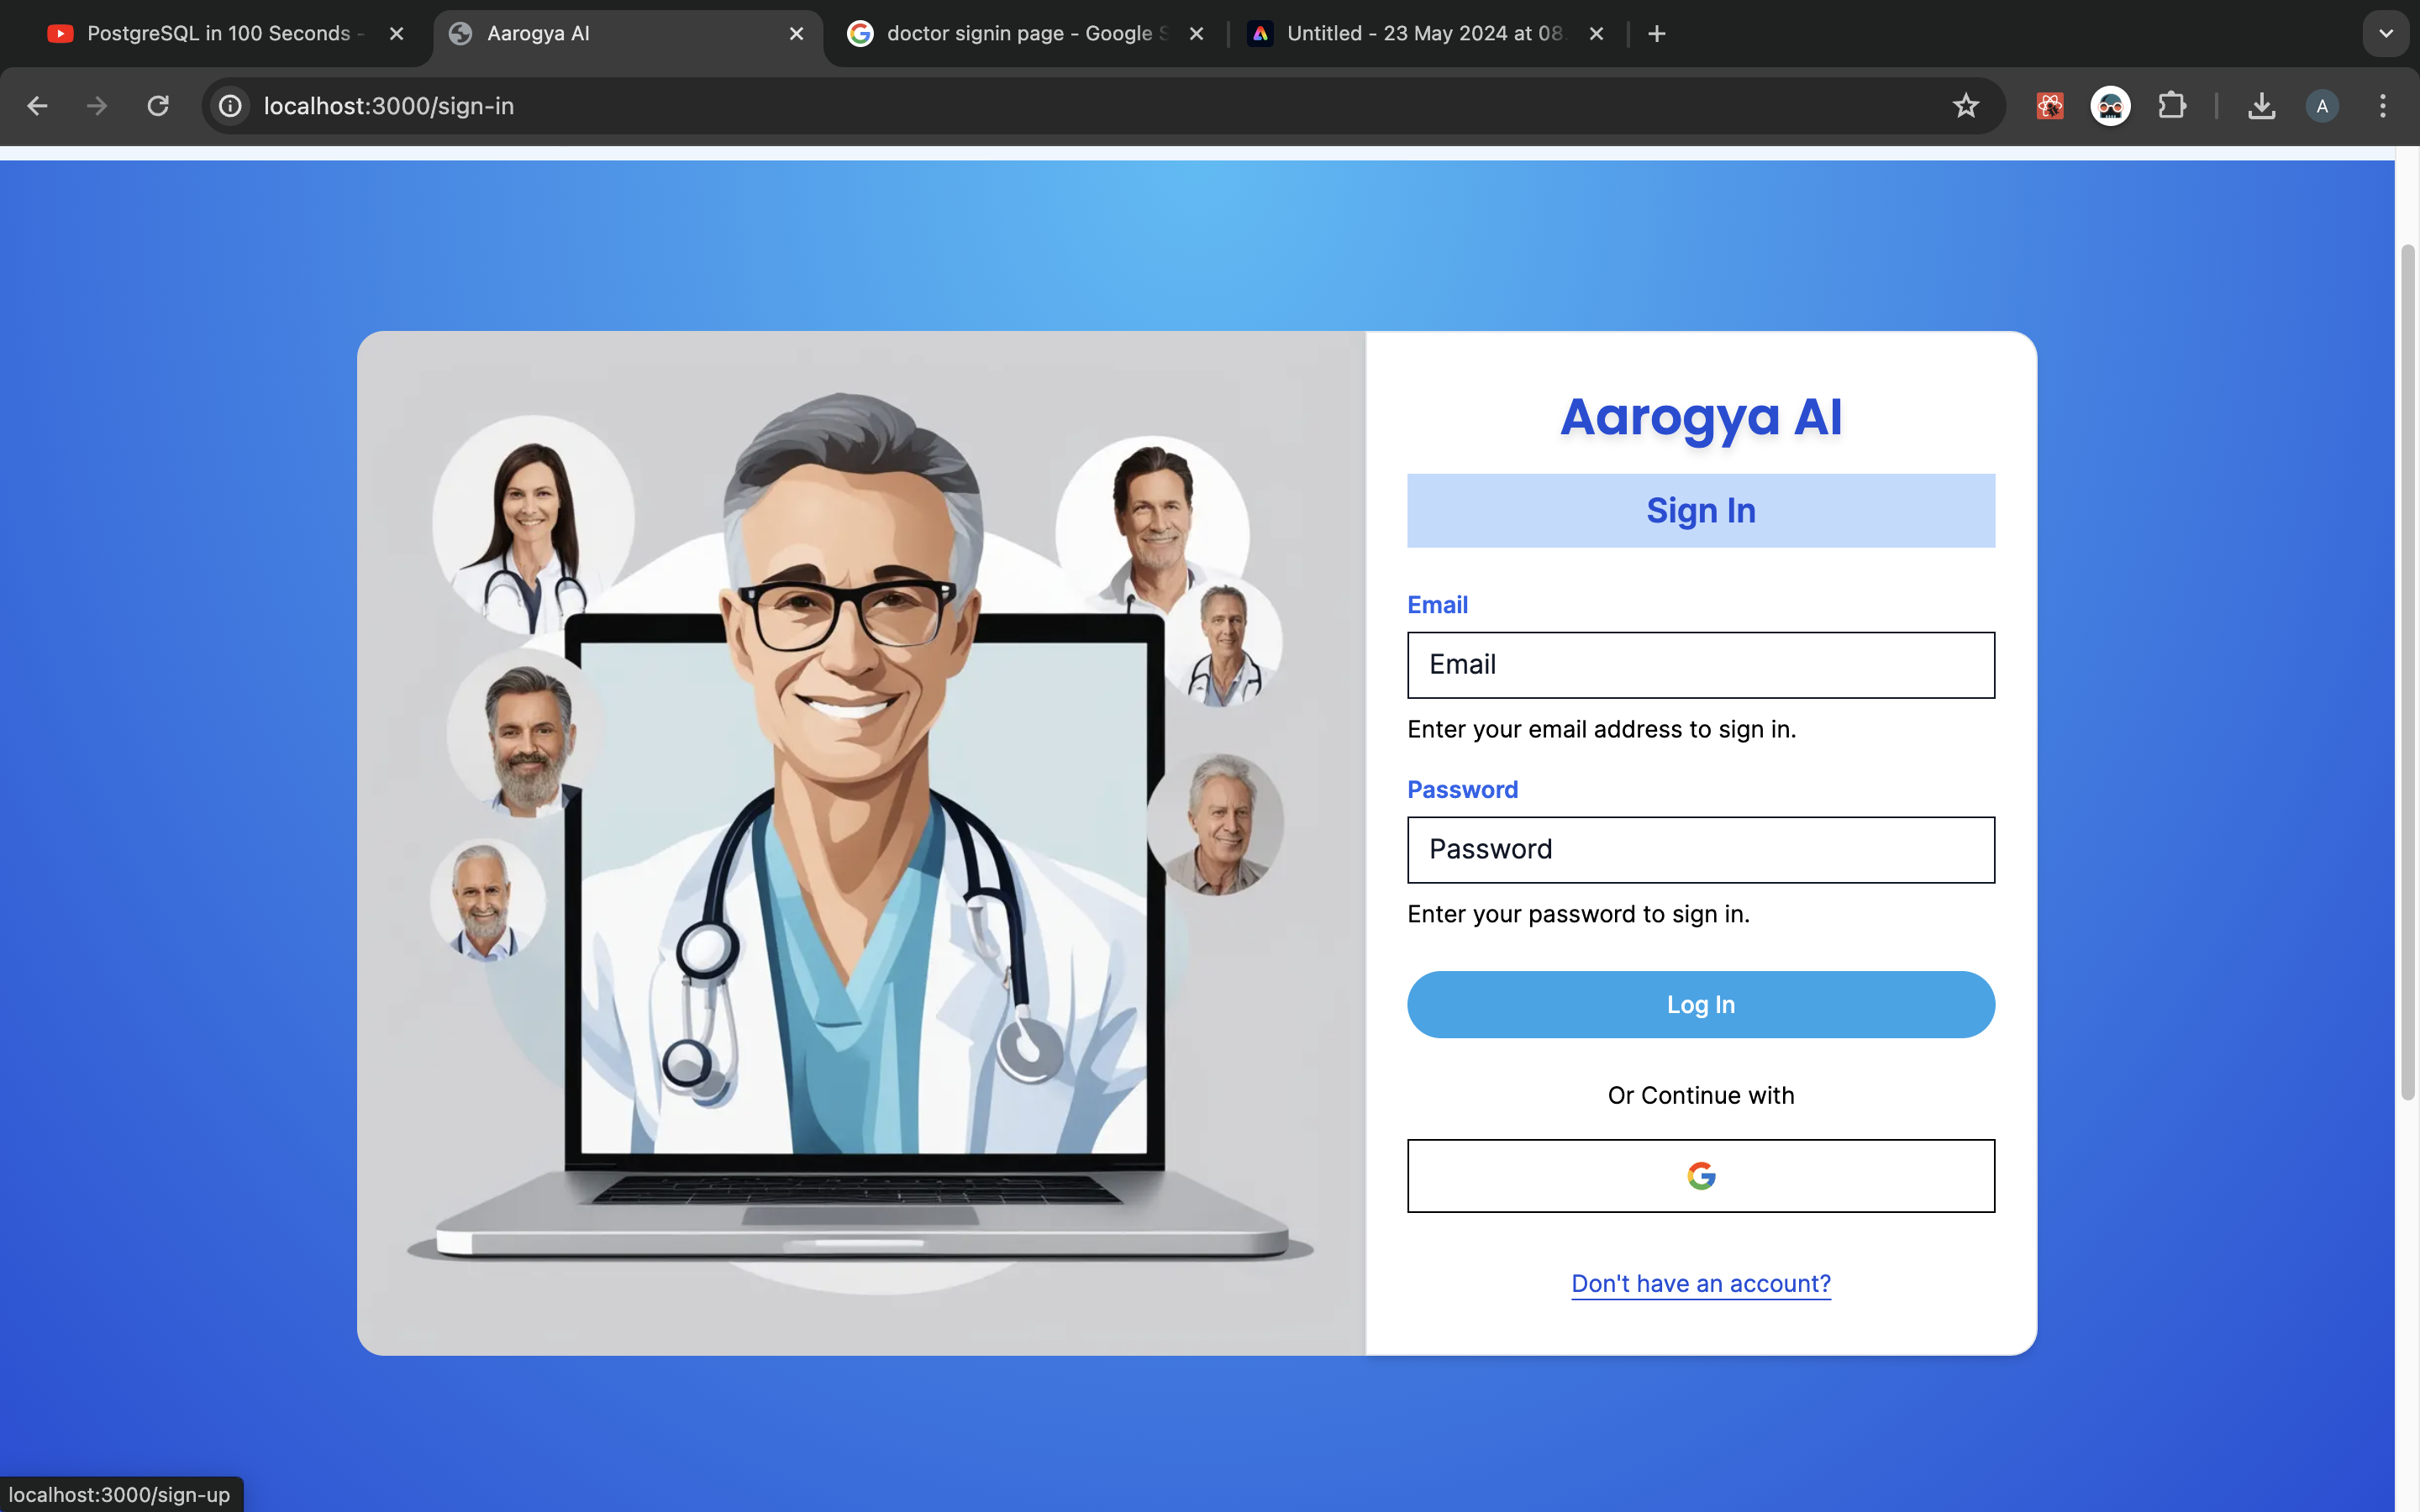 PostgreSQL in 100 Seconds -
Aarogya AI
doctor signin page - Google S
Untitled - 23 May 2024 at 08
localhost:3000/sign-in
A
Aarogya AI
Sign In
Email
Email
Enter your email address to sign in.
Password
Password
Enter your password to sign in.
Log In
Or Continue with
Don't have an account?
localhost:3000/sign-up